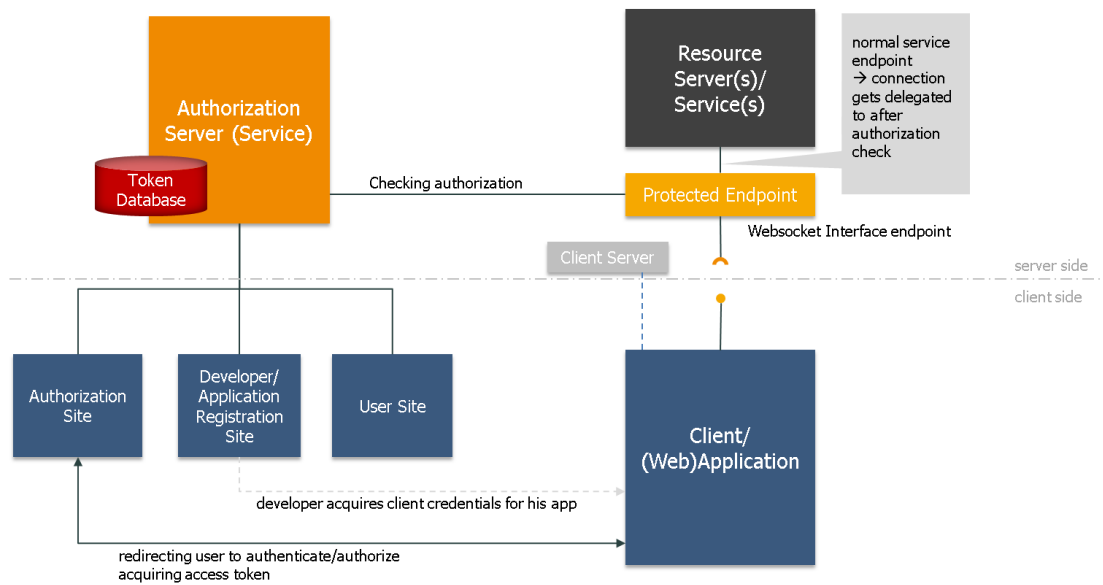 Authorization
Server (Service)
Token
Database
Resource
Server(s)/
Service(s)
normal service
endpoint
→ connection
gets delegated
to after
authorization
check
Checking authorization
Protected Endpoint
Websocket Interface endpoint
Client Server
server side
client side
Authorization
Site
Developer/
Application
Registration
Site
User Site
Client/
(Web)Application
developer acquires client credentials for his app
redirecting user to authenticate/authorize
acquiring access token